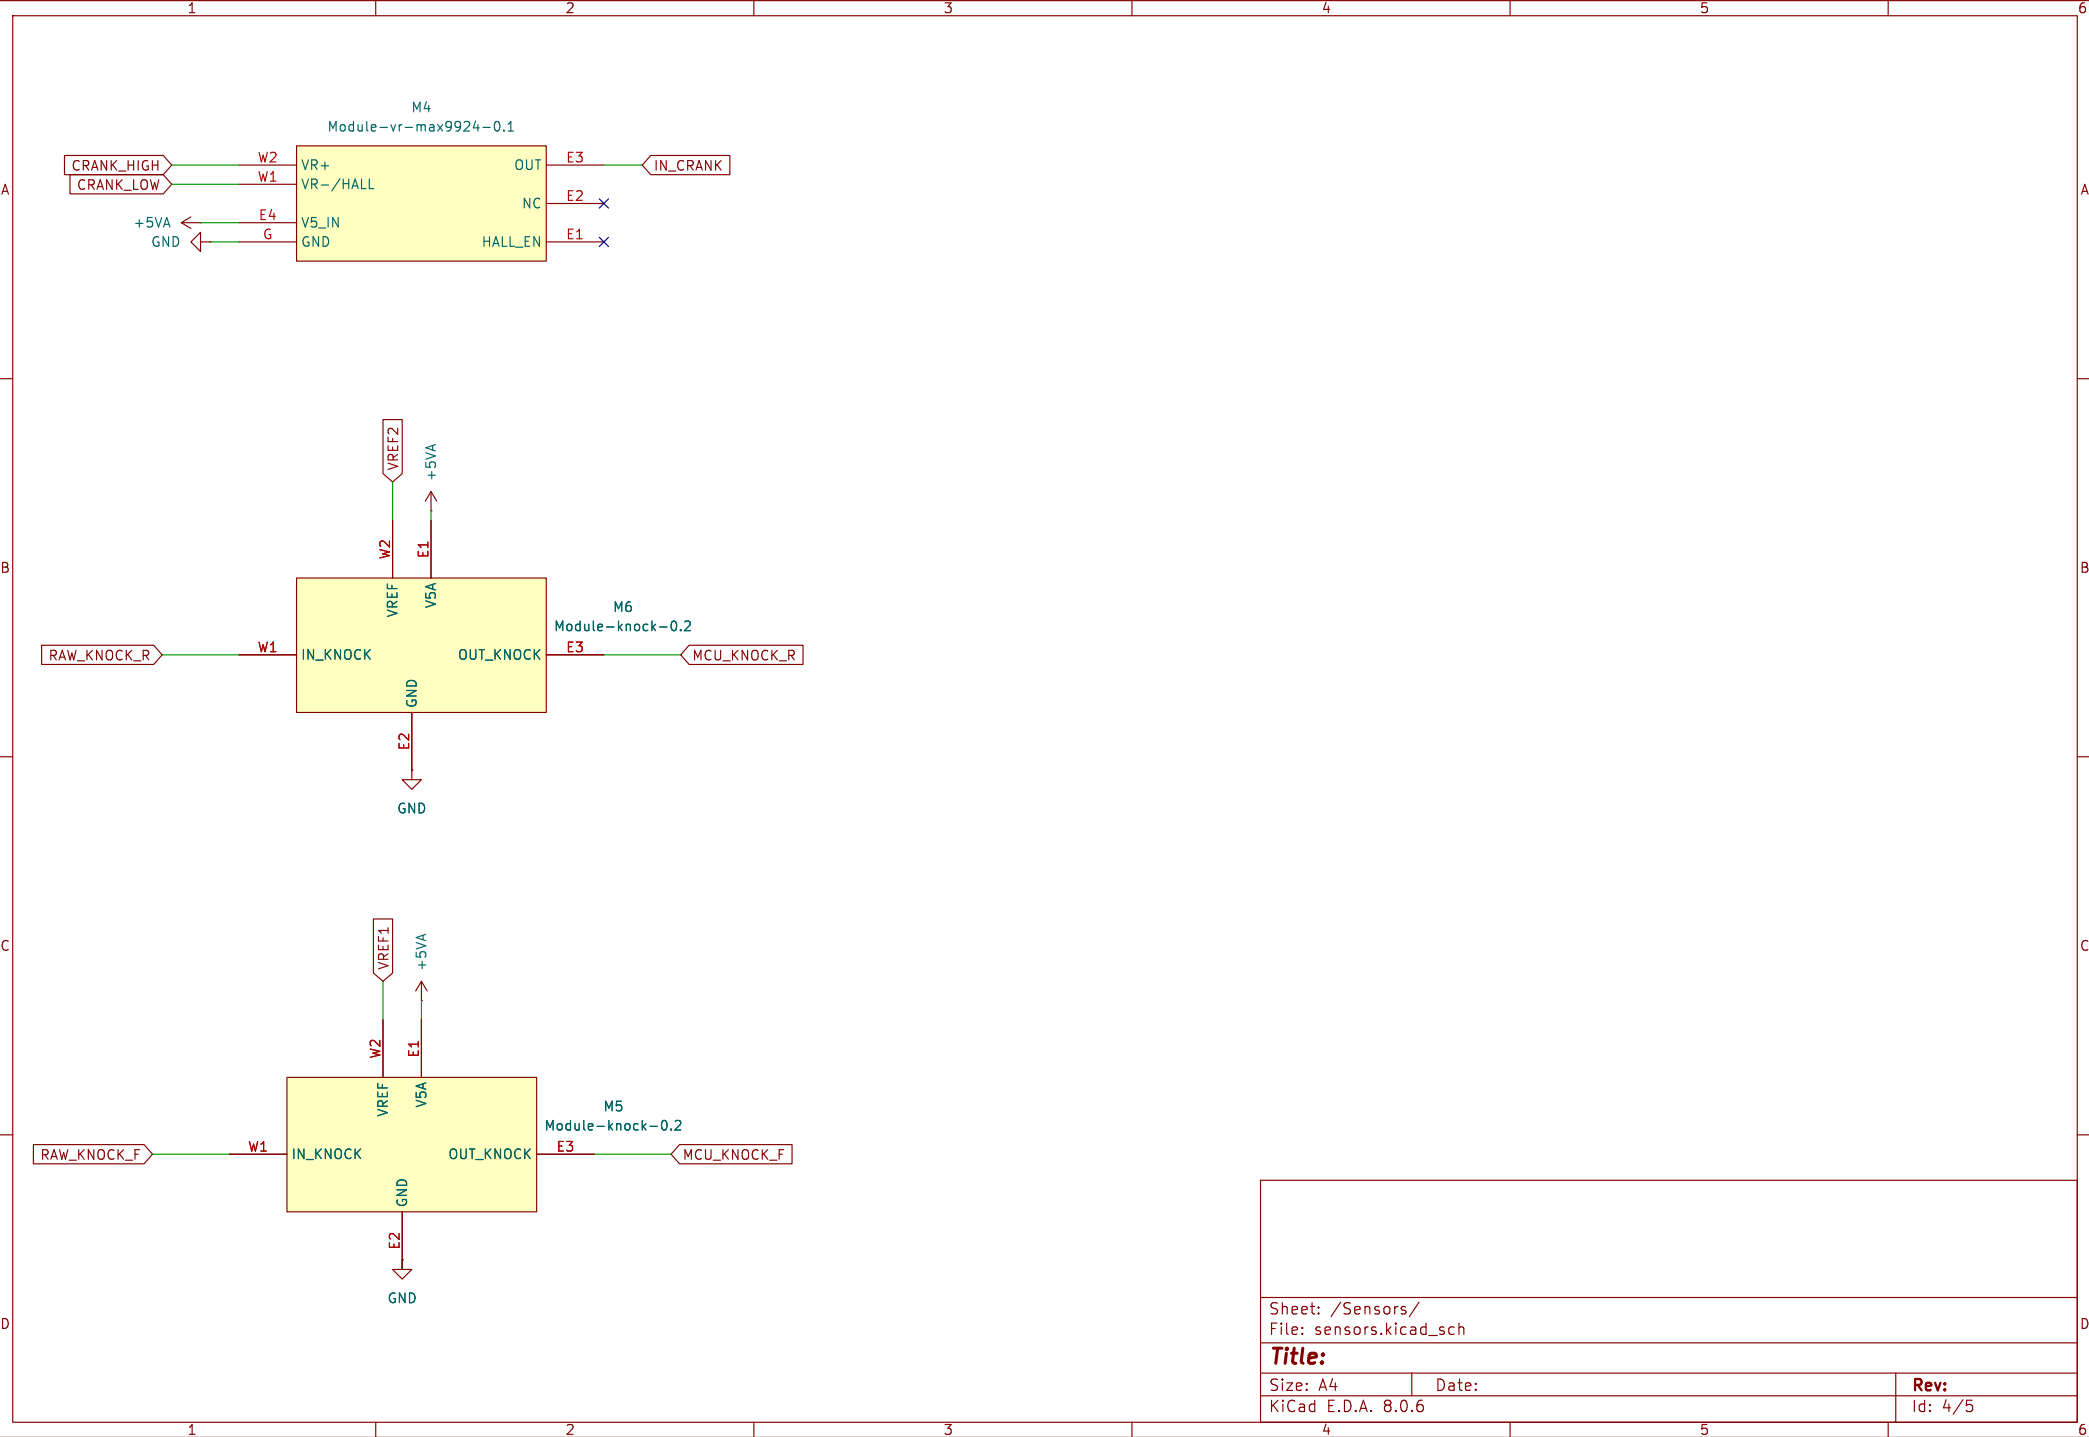 1 2 3 4 5 6
A A
B B
C C
D D
M4
Module-vr-max9924-0.1
CRANK_HIGH W2 VR+ OUT E3 IN_CRANK
CRANK_LOW W1 VR-/HALL
NC E2
+5VA E4 V5_IN
GND G GND HALL_EN E1
VREF2
+5VA
W2 E1
VREF V5A
M6
Module-knock-0.2
RAW_KNOCK_R W1 IN_KNOCK OUT_KNOCK E3 MCU_KNOCK_R
GND
E2
GND
VREF1
+5VA
W2 E1
VREF V5A
M5
Module-knock-0.2
RAW_KNOCK_F W1 IN_KNOCK OUT_KNOCK E3 MCU_KNOCK_F
GND
E2
GND
Sheet: /Sensors/
File: sensors.kicad_sch
Title:
Size: A4 Date: Rev:
KiCad E.D.A. 8.0.6 Id: 4/5
1 2 3 4 5 6